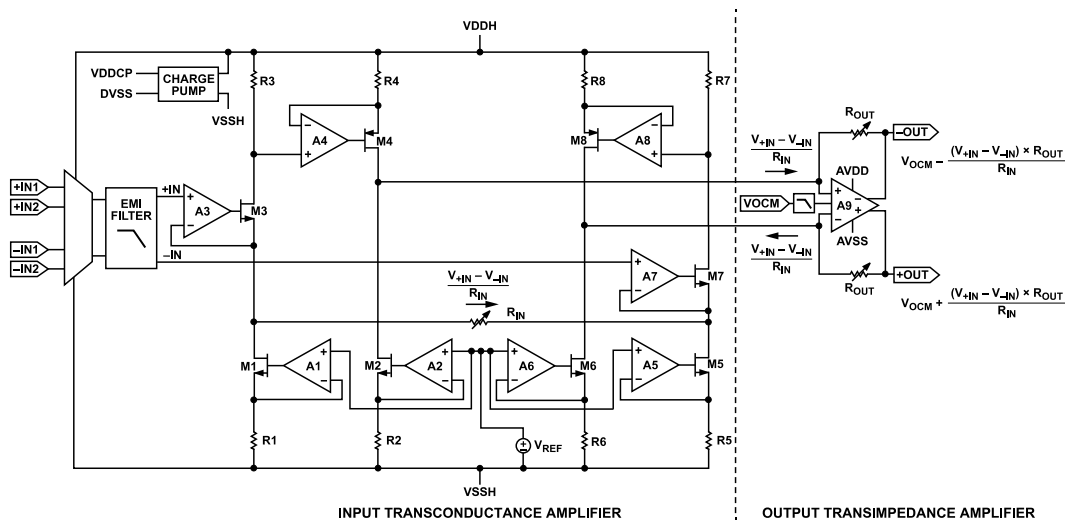 VDDH
VDDCP
DVSS
CHARGE
PUMP
VSSH
R3
R4
R8
R7
A4
M4
M8
A8
+IN1
+IN2
–IN1
–IN2
EMI
FILTER
+IN
–IN
A3
M3
A7
M7
V+IN – V–IN
RIN
RIN
M1
A1
M2
A2
A6
M6
A5
M5
R1
R2
VREF
R6
R5
VSSH
INPUT TRANSCONDUCTANCE AMPLIFIER
V+IN – V–IN
RIN
ROUT
–OUT
VOCM – (V+IN – V–IN) × ROUT
RIN
AVDD
VOCM
A9
AVSS
V+IN – V–IN
RIN
ROUT
+OUT
VOCM + (V+IN – V–IN) × ROUT
RIN
OUTPUT TRANSIMPEDANCE AMPLIFIER